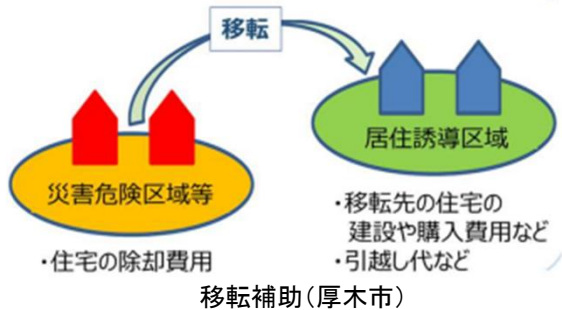 移転
災害危険区域等
居住誘導区域
・住宅の除却費用
・移転先の住宅の
建設や購入費用など
・引越し代など
移転補助（厚木市）